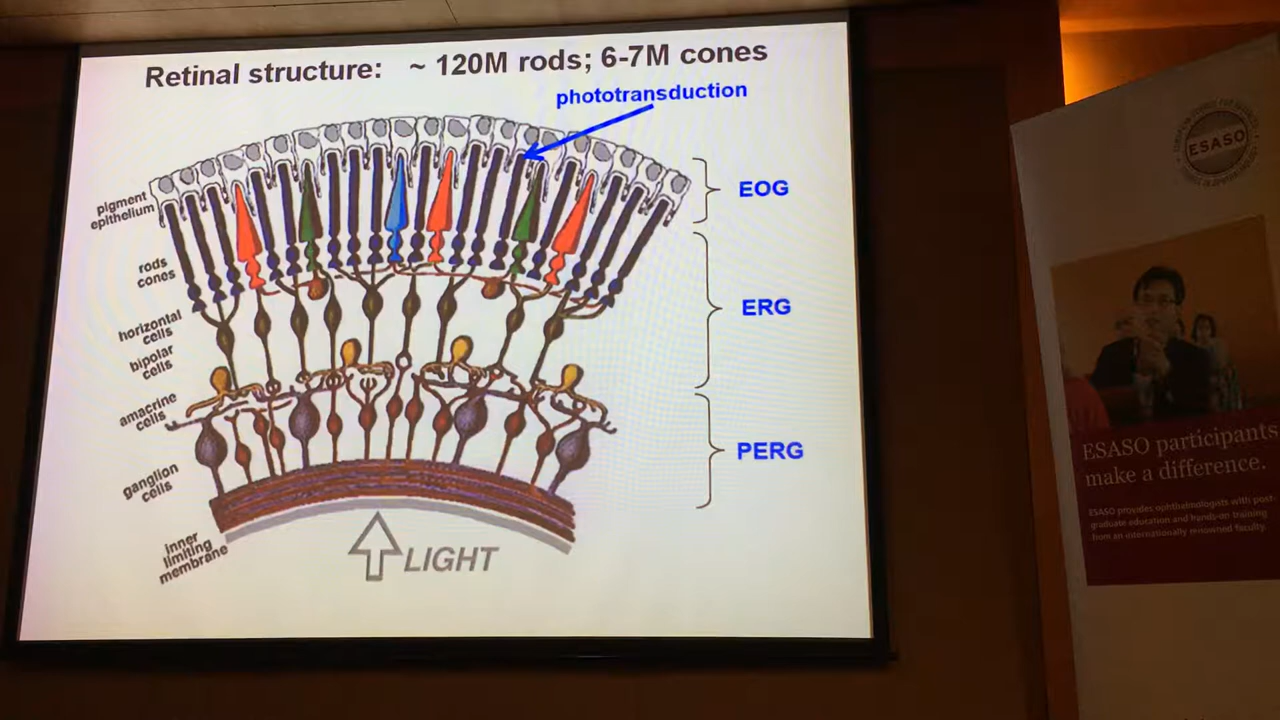 Retinal structure: ~ 120M rods; 6-7M cones
phototransduction
pigment
epithelium
rods
cones
horizontal
cells
bipolar
cells
amacrine
cells
ganglion
cells
inner
limiting
membrane
LIGHT
EOG
ERG
PERG
ESASO
ESASO participants
make a difference.
ESASO provides ophthalmologists with post-
graduate education and hands-on training
from an internationally renowned faculty.